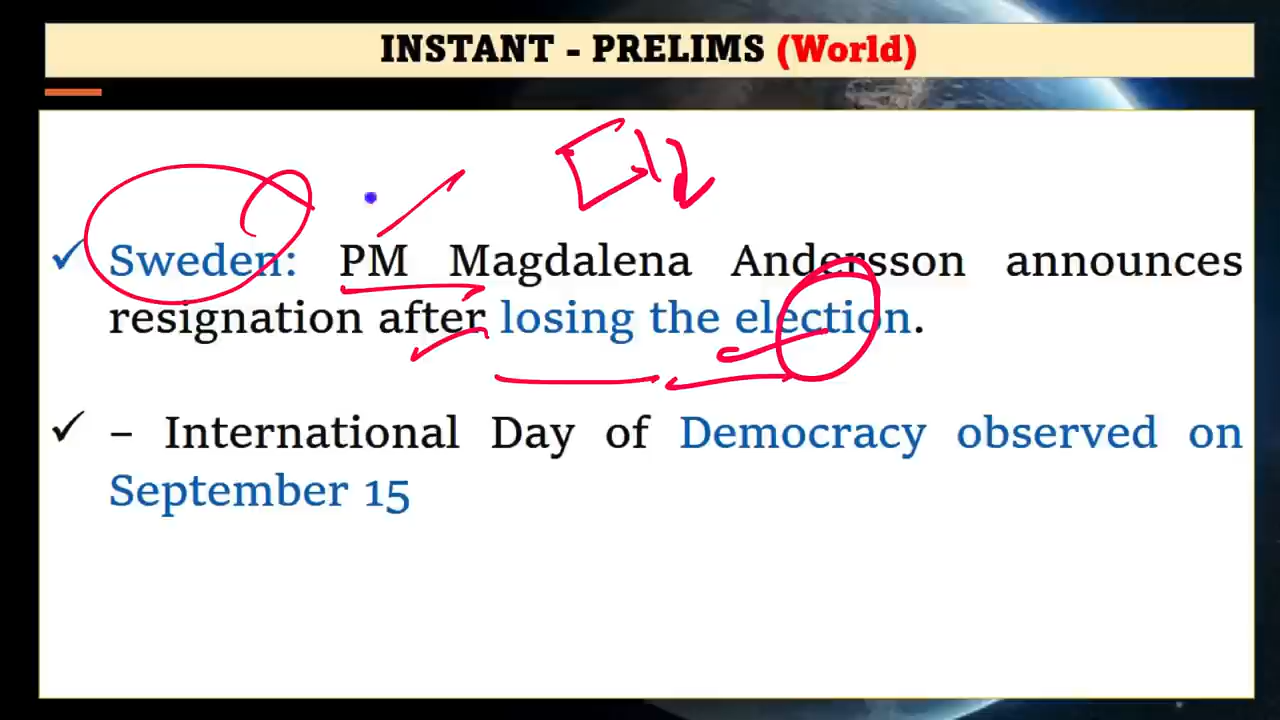 INSTANT - PRELIMS (World)
✓ Sweden: PM Magdalena Andersson announces
resignation after losing the election.
✓ – International Day of Democracy observed on
September 15